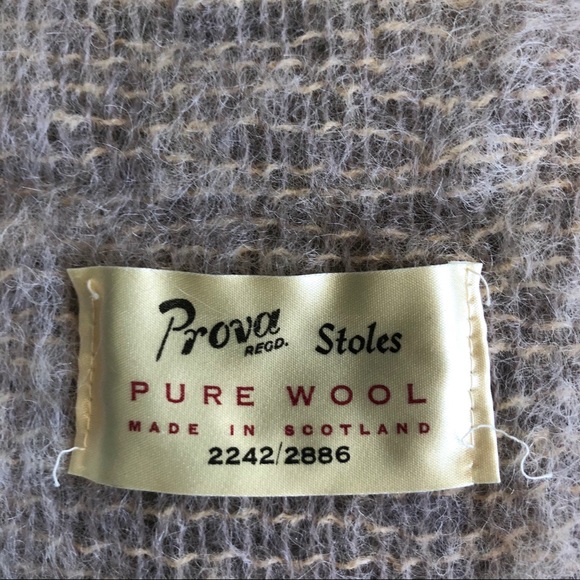 Prova REGD. Stoles
PURE WOOL
MADE IN SCOTLAND
2242/2886